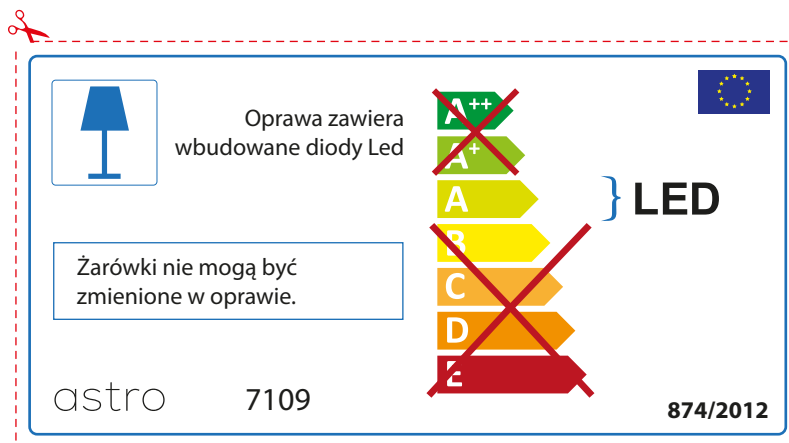 Oprawa zawiera
wbudowane diody Led
A++
A+
A
B
C
D
E
LED
Żarówki nie mogą być
zmienione w oprawie.
astro
7109
874/2012